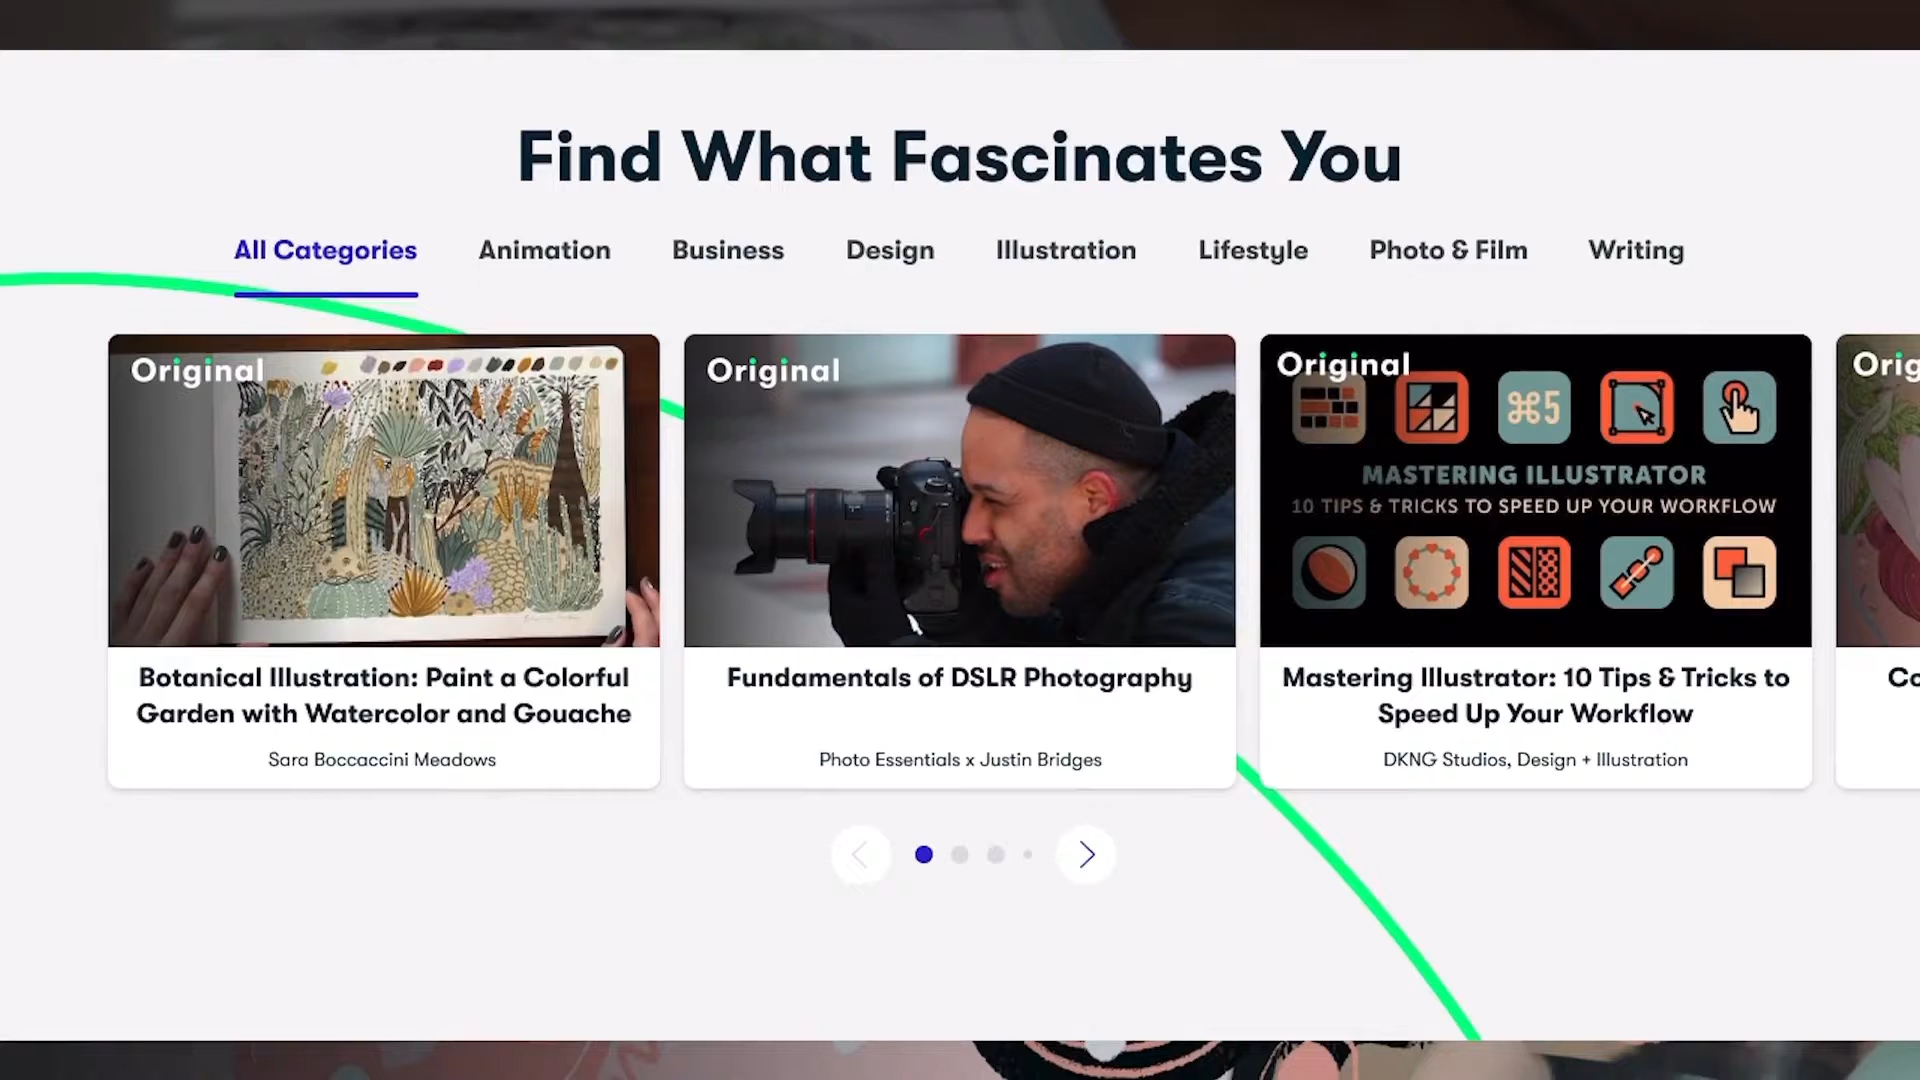 Find What Fascinates You
All Categories
Animation
Business
Design
Illustration
Lifestyle
Photo & Film
Writing
Original
Botanical Illustration: Paint a Colorful
Garden with Watercolor and Gouache
Sara Boccaccini Meadows
Original
Fundamentals of DSLR Photography
Photo Essentials x Justin Bridges
Original
⌘5
MASTERING ILLUSTRATOR
10 TIPS & TRICKS TO SPEED UP YOUR WORKFLOW
Mastering Illustrator: 10 Tips & Tricks to
Speed Up Your Workflow
DKNG Studios, Design + Illustration
Orig
Co